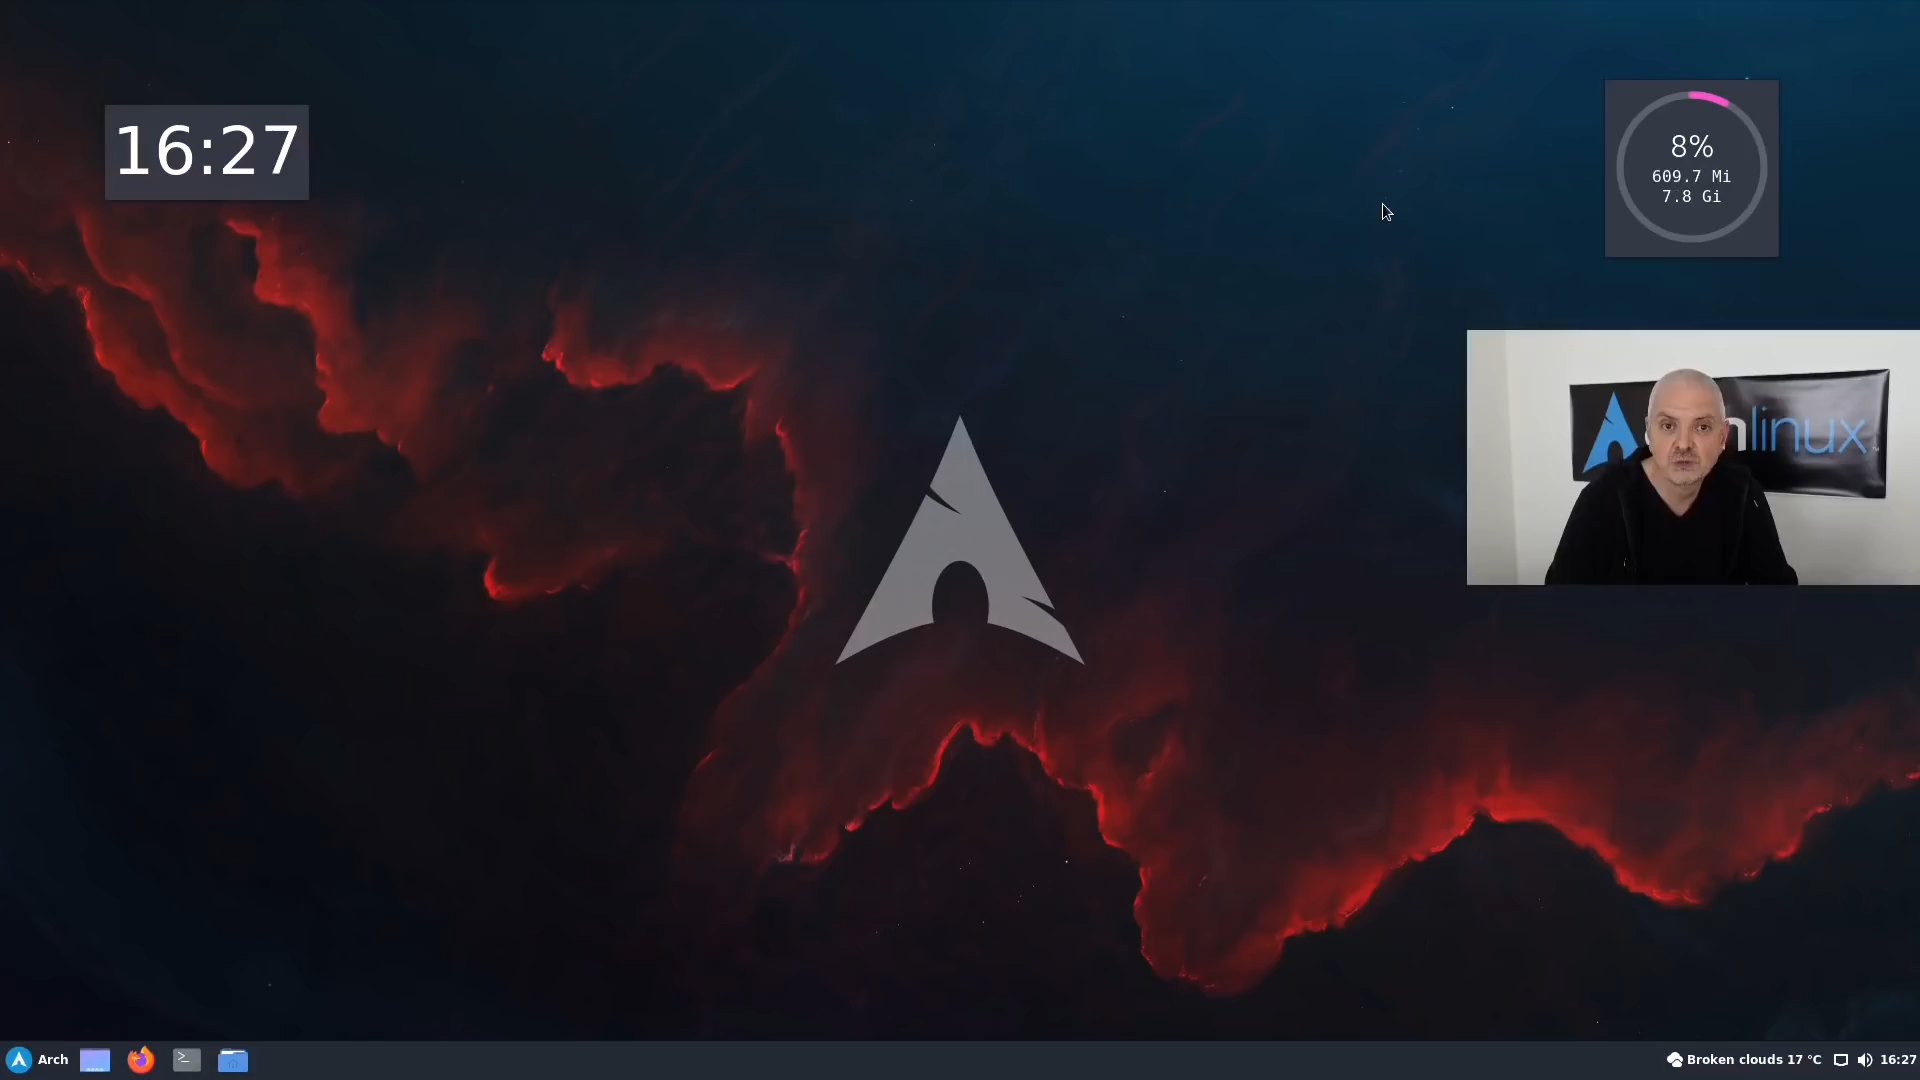 16:27
8%
609.7 Mi
7.8 Gi
linux
Arch
Broken clouds 17 °C
16:27